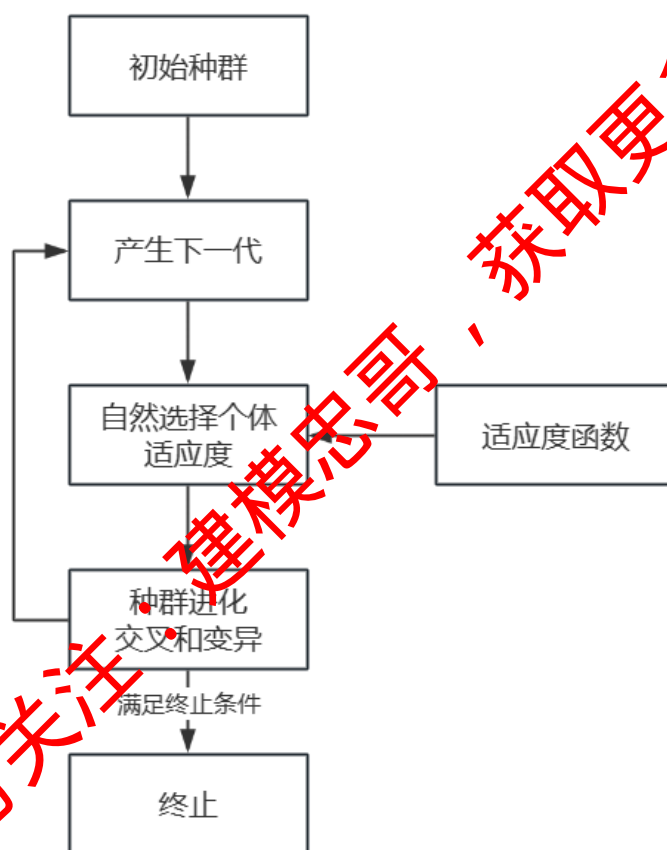 初始种群
产生下一代
自然选择个体
适应度
适应度函数
种群进化
交叉和变异
满足终止条件
终止
关注：建模忠哥，获取更